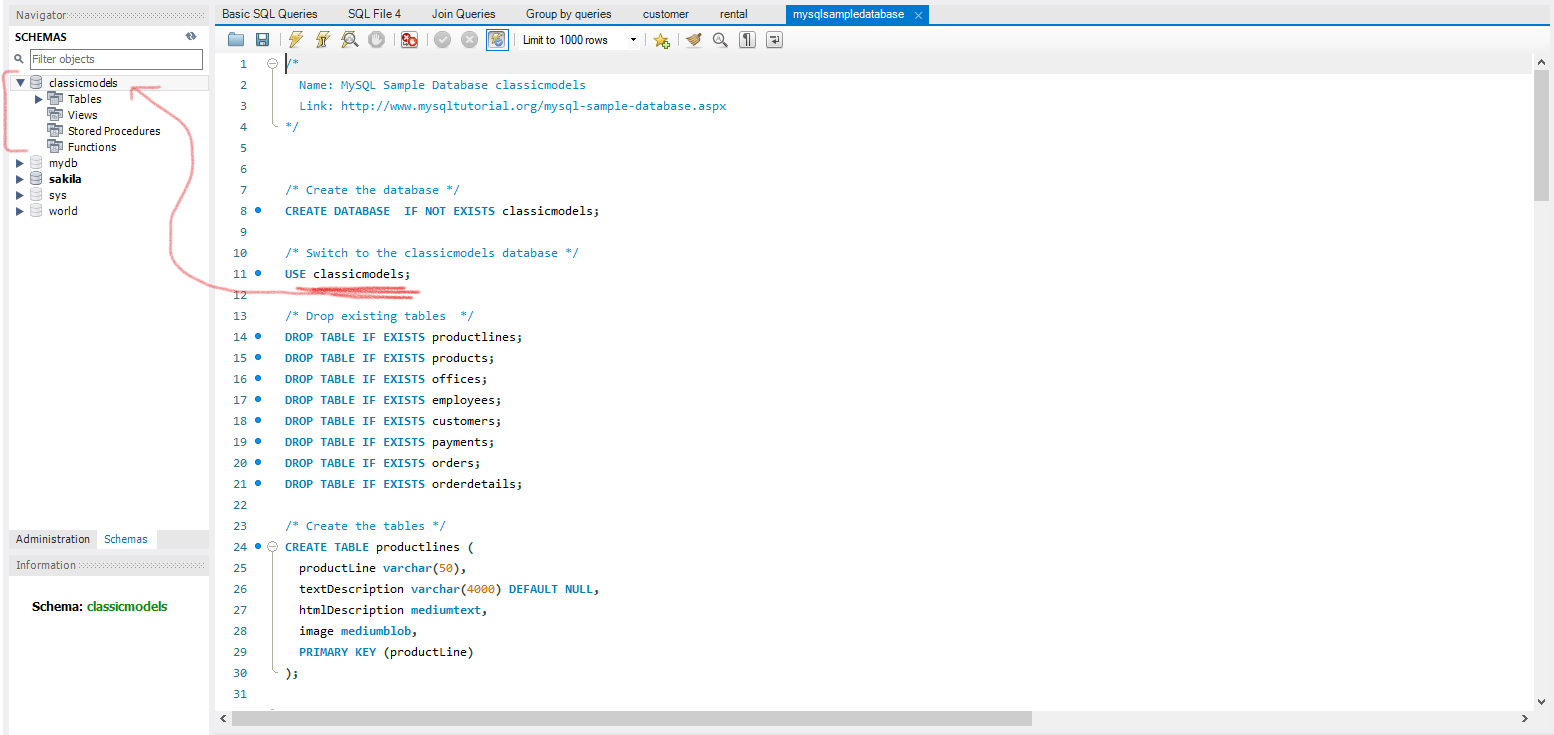 Navigator
SCHEMAS
Filter objects
classicmodels
Tables
Views
Stored Procedures
Functions
mydb
sakila
sys
world
Administration Schemas
Information
Schema: classicmodels
Basic SQL Queries SQL File 4 Join Queries Group by queries customer rental mysqlsampledatabase
Limit to 1000 rows
1 /*
2 Name: MySQL Sample Database classicmodels
3 Link: http://www.mysqltutorial.org/mysql-sample-database.aspx
4 */
5
6
7 /* Create the database */
8 CREATE DATABASE  IF NOT EXISTS classicmodels;
9
10 /* Switch to the classicmodels database */
11 USE classicmodels;
12
13 /* Drop existing tables  */
14 DROP TABLE IF EXISTS productlines;
15 DROP TABLE IF EXISTS products;
16 DROP TABLE IF EXISTS offices;
17 DROP TABLE IF EXISTS employees;
18 DROP TABLE IF EXISTS customers;
19 DROP TABLE IF EXISTS payments;
20 DROP TABLE IF EXISTS orders;
21 DROP TABLE IF EXISTS orderdetails;
22
23 /* Create the tables */
24 CREATE TABLE productlines (
25 productLine varchar(50),
26 textDescription varchar(4000) DEFAULT NULL,
27 htmlDescription mediumtext,
28 image mediumblob,
29 PRIMARY KEY (productLine)
30 );
31